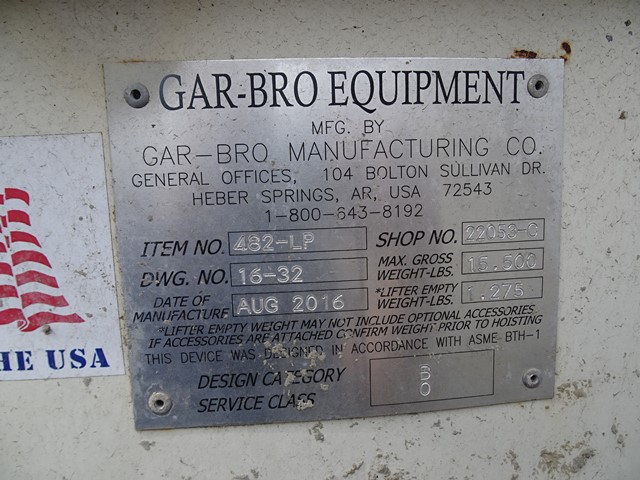 GAR-BRO EQUIPMENT
MFG. BY
GAR-BRO MANUFACTURING CO.
GENERAL OFFICES, 104 BOLTON SULLIVAN DR.
HEBER SPRINGS, AR, USA 72543
1-800-643-8192
ITEM NO. 482-LP SHOP NO. 22053-G
DWG. NO. 16-32 MAX. GROSS WEIGHT-LBS. 15,500
DATE OF MANUFACTURE AUG 2016 *LIFTER EMPTY WEIGHT-LBS. 1,275
*LIFTER EMPTY WEIGHT MAY NOT INCLUDE OPTIONAL ACCESSORIES
IF ACCESSORIES ARE ATTACHED CONFIRM WEIGHT PRIOR TO HOISTING
THIS DEVICE WAS DESIGNED IN ACCORDANCE WITH ASME BTH-1
DESIGN CATEGORY B
SERVICE CLASS 0
HE USA